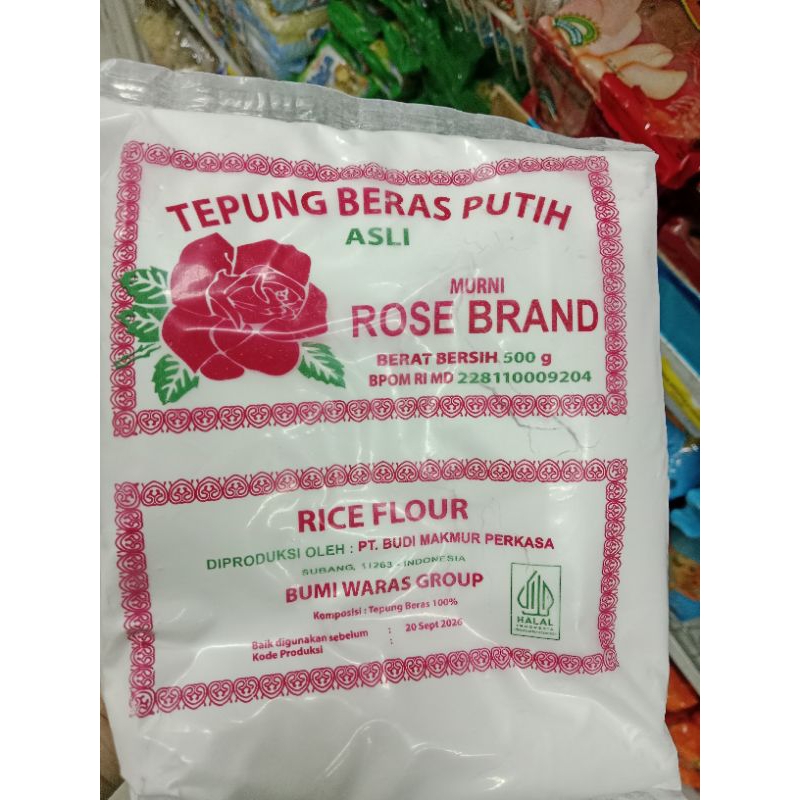 TEPUNG BERAS PUTIH
ASLI
MURNI
ROSE BRAND
BERAT BERSIH 500 g
BPOM RI MD 228110009204
RICE FLOUR
DIPRODUKSI OLEH : PT. BUDI MAKMUR PERKASA
SUBANG, 11263 - INDONESIA
BUMI WARAS GROUP
Komposisi : Tepung Beras 100%
Baik digunakan sebelum : 20 Sept 2026
Kode Produksi :
HALAL
INDONESIA